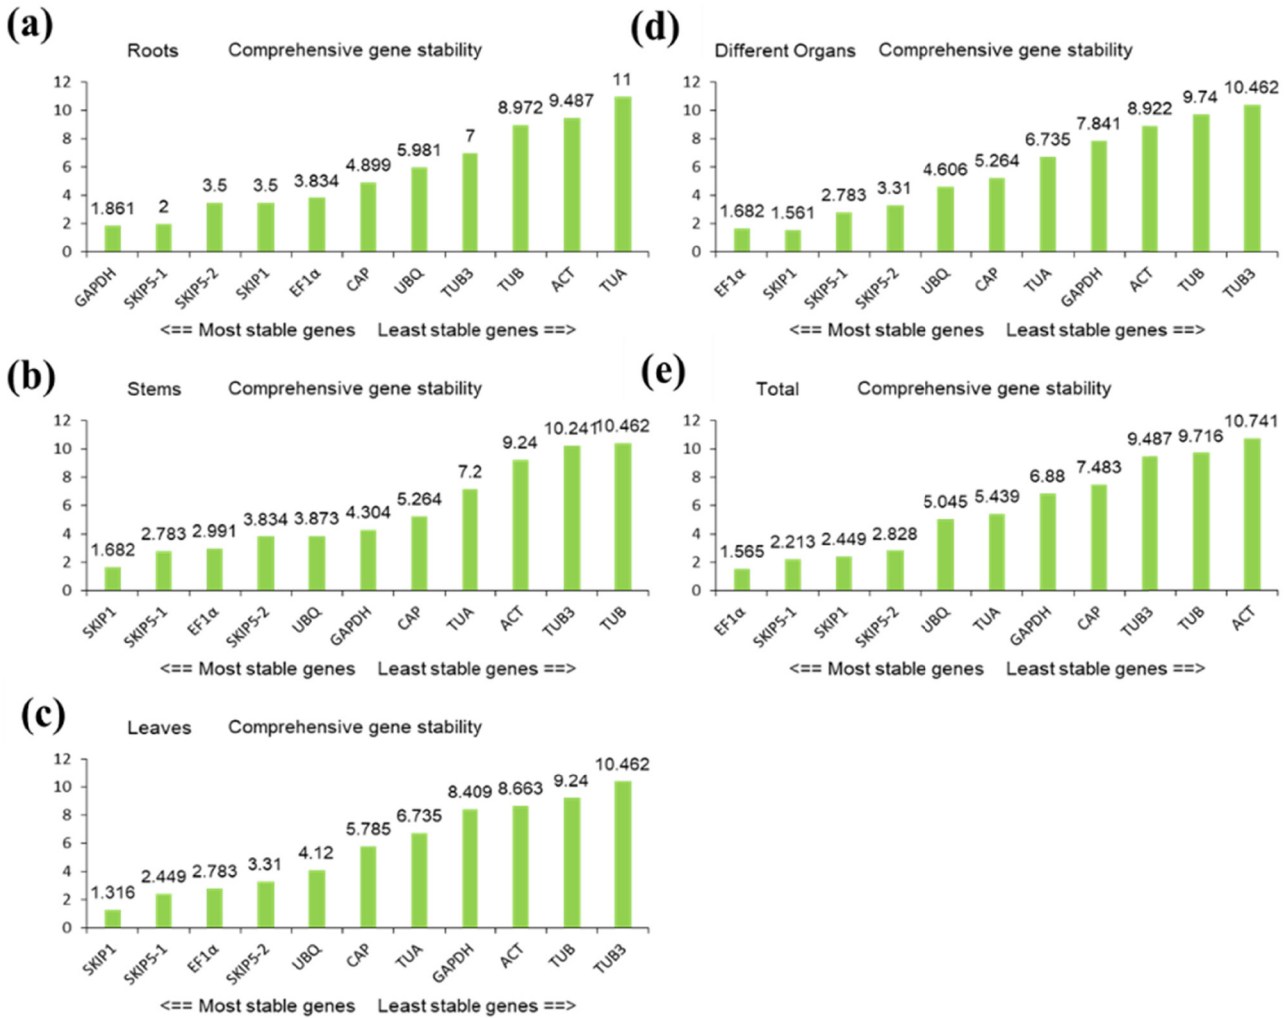 (a)
Roots Comprehensive gene stability
12
10
8
6
4
2
0
1.861 2 3.5 3.5 3.834 4.899 5.981 7 8.972 9.487 11
GAPDH SKIP5-1 SKIP5-2 SKIP1 EF1α CAP UBQ TUB3 TUB ACT TUA
<== Most stable genes Least stable genes ==>
(b)
Stems Comprehensive gene stability
12
10
8
6
4
2
0
1.682 2.783 2.991 3.834 3.873 4.304 5.264 7.2 9.24 10.241 10.462
SKIP1 SKIP5-1 EF1α SKIP5-2 UBQ GAPDH CAP TUA ACT TUB3 TUB
<== Most stable genes Least stable genes ==>
(c)
Leaves Comprehensive gene stability
12
10
8
6
4
2
0
1.316 2.449 2.783 3.31 4.12 5.785 6.735 8.409 8.663 9.24 10.462
SKIP1 SKIP5-1 EF1α SKIP5-2 UBQ CAP TUA GAPDH ACT TUB TUB3
<== Most stable genes Least stable genes ==>
(d)
Different Organs Comprehensive gene stability
12
10
8
6
4
2
0
1.682 1.561 2.783 3.31 4.606 5.264 6.735 7.841 8.922 9.74 10.462
EF1α SKIP1 SKIP5-1 SKIP5-2 UBQ CAP TUA GAPDH ACT TUB TUB3
<== Most stable genes Least stable genes ==>
(e)
Total Comprehensive gene stability
12
10
8
6
4
2
0
1.565 2.213 2.449 2.828 5.045 5.439 6.88 7.483 9.487 9.716 10.741
EF1α SKIP5-1 SKIP1 SKIP5-2 UBQ TUA GAPDH CAP TUB3 TUB ACT
<== Most stable genes Least stable genes ==>